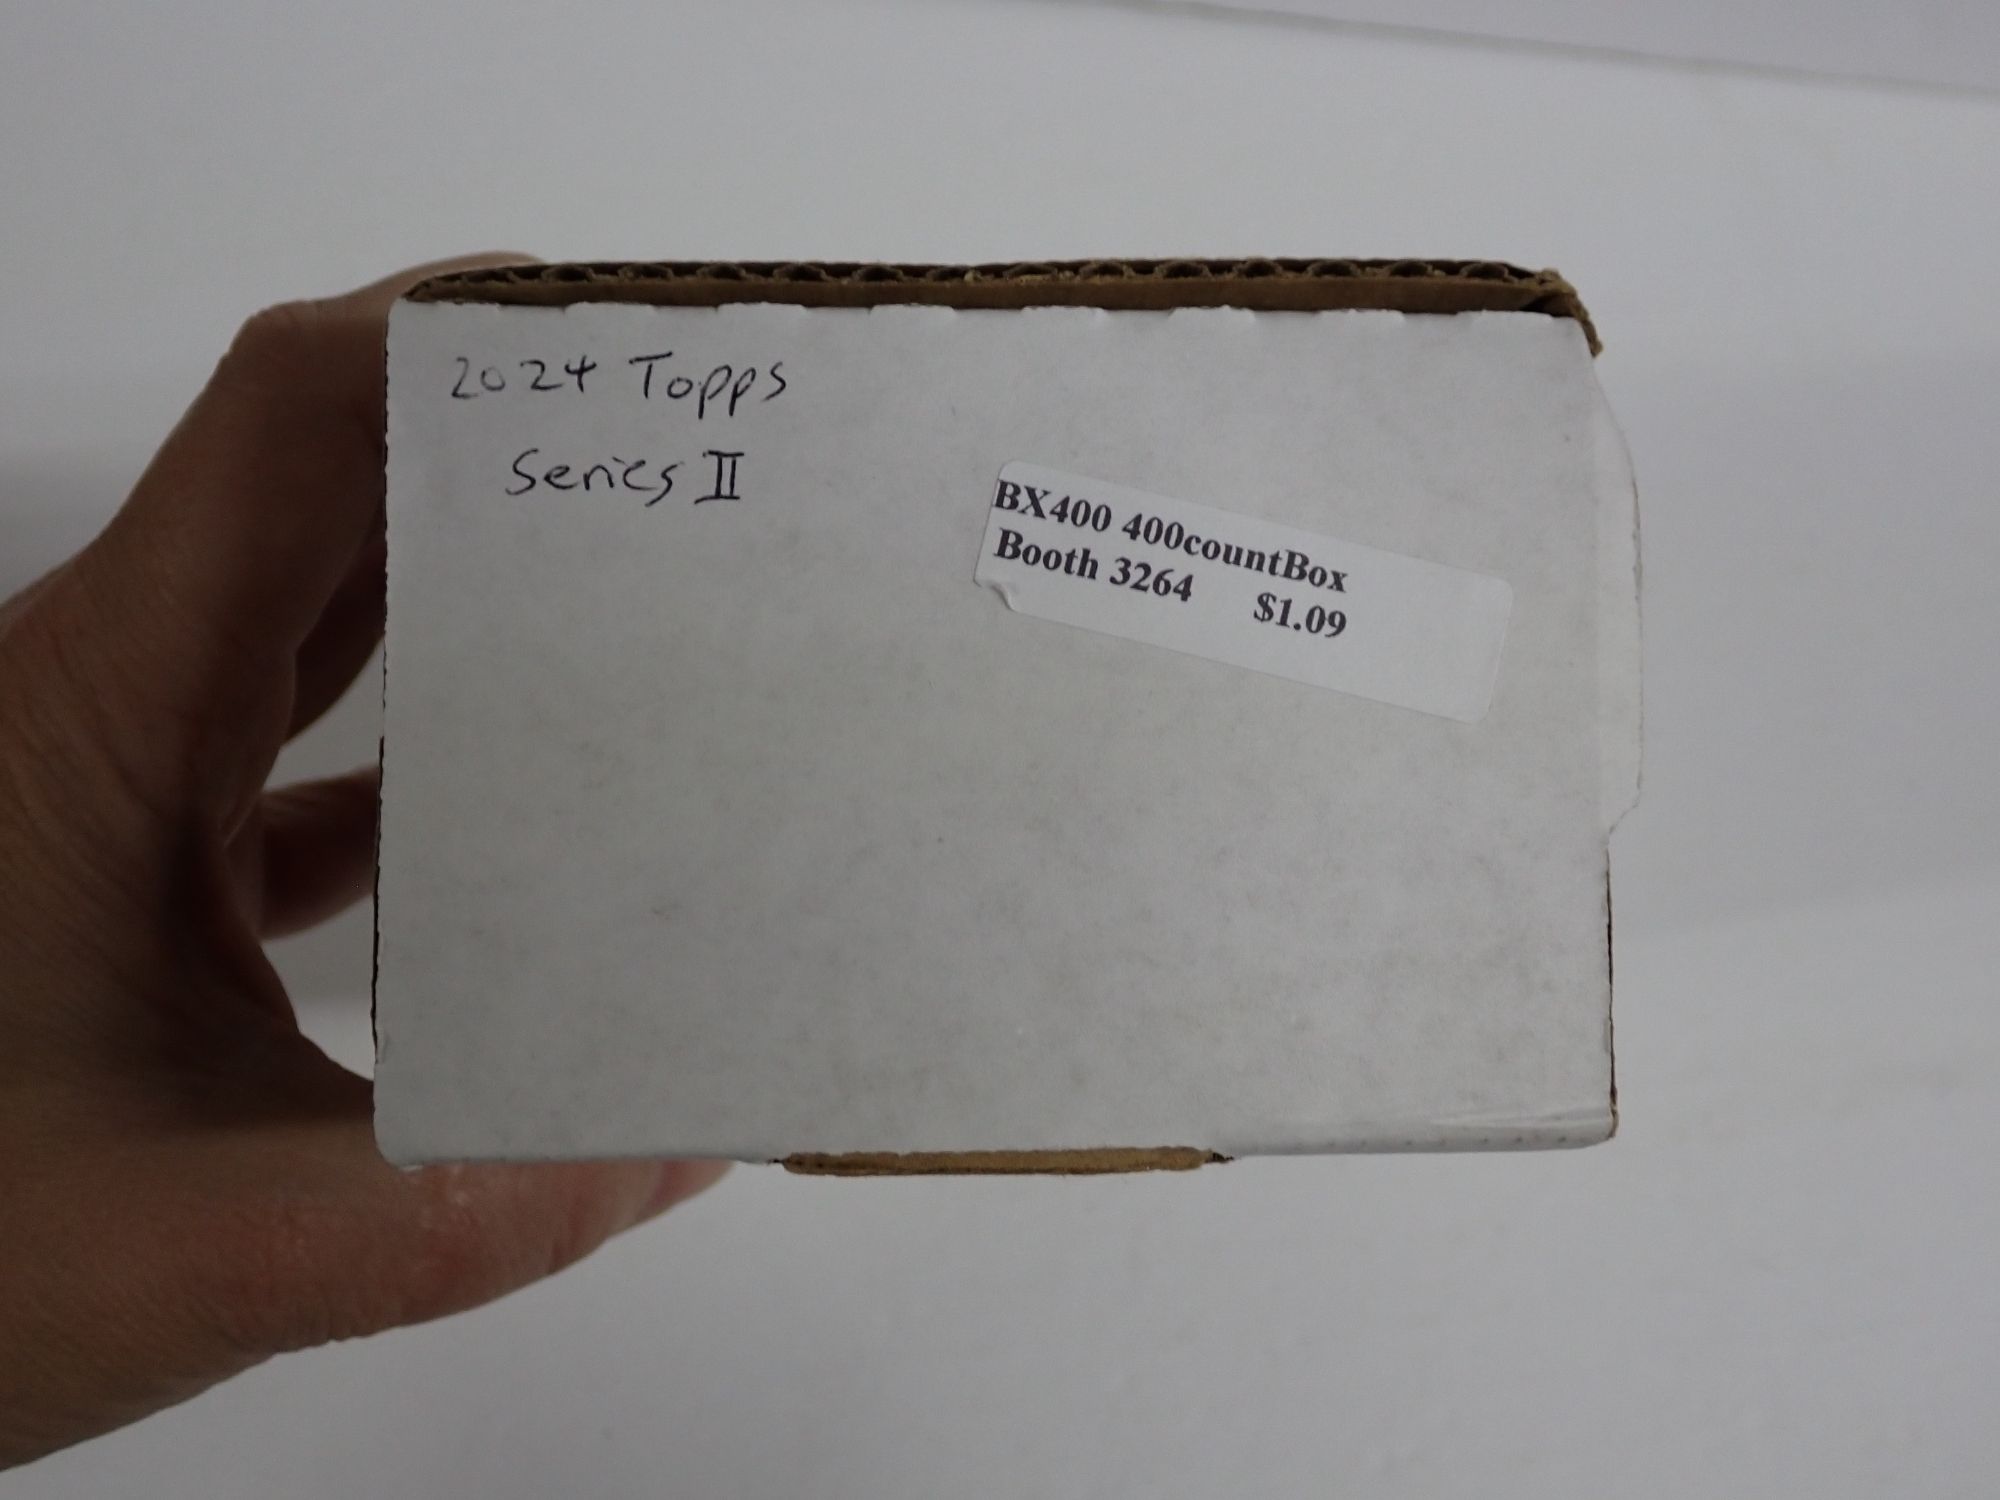 2024 Topps
Series II
BX400 400countBox
Booth 3264 $1.09